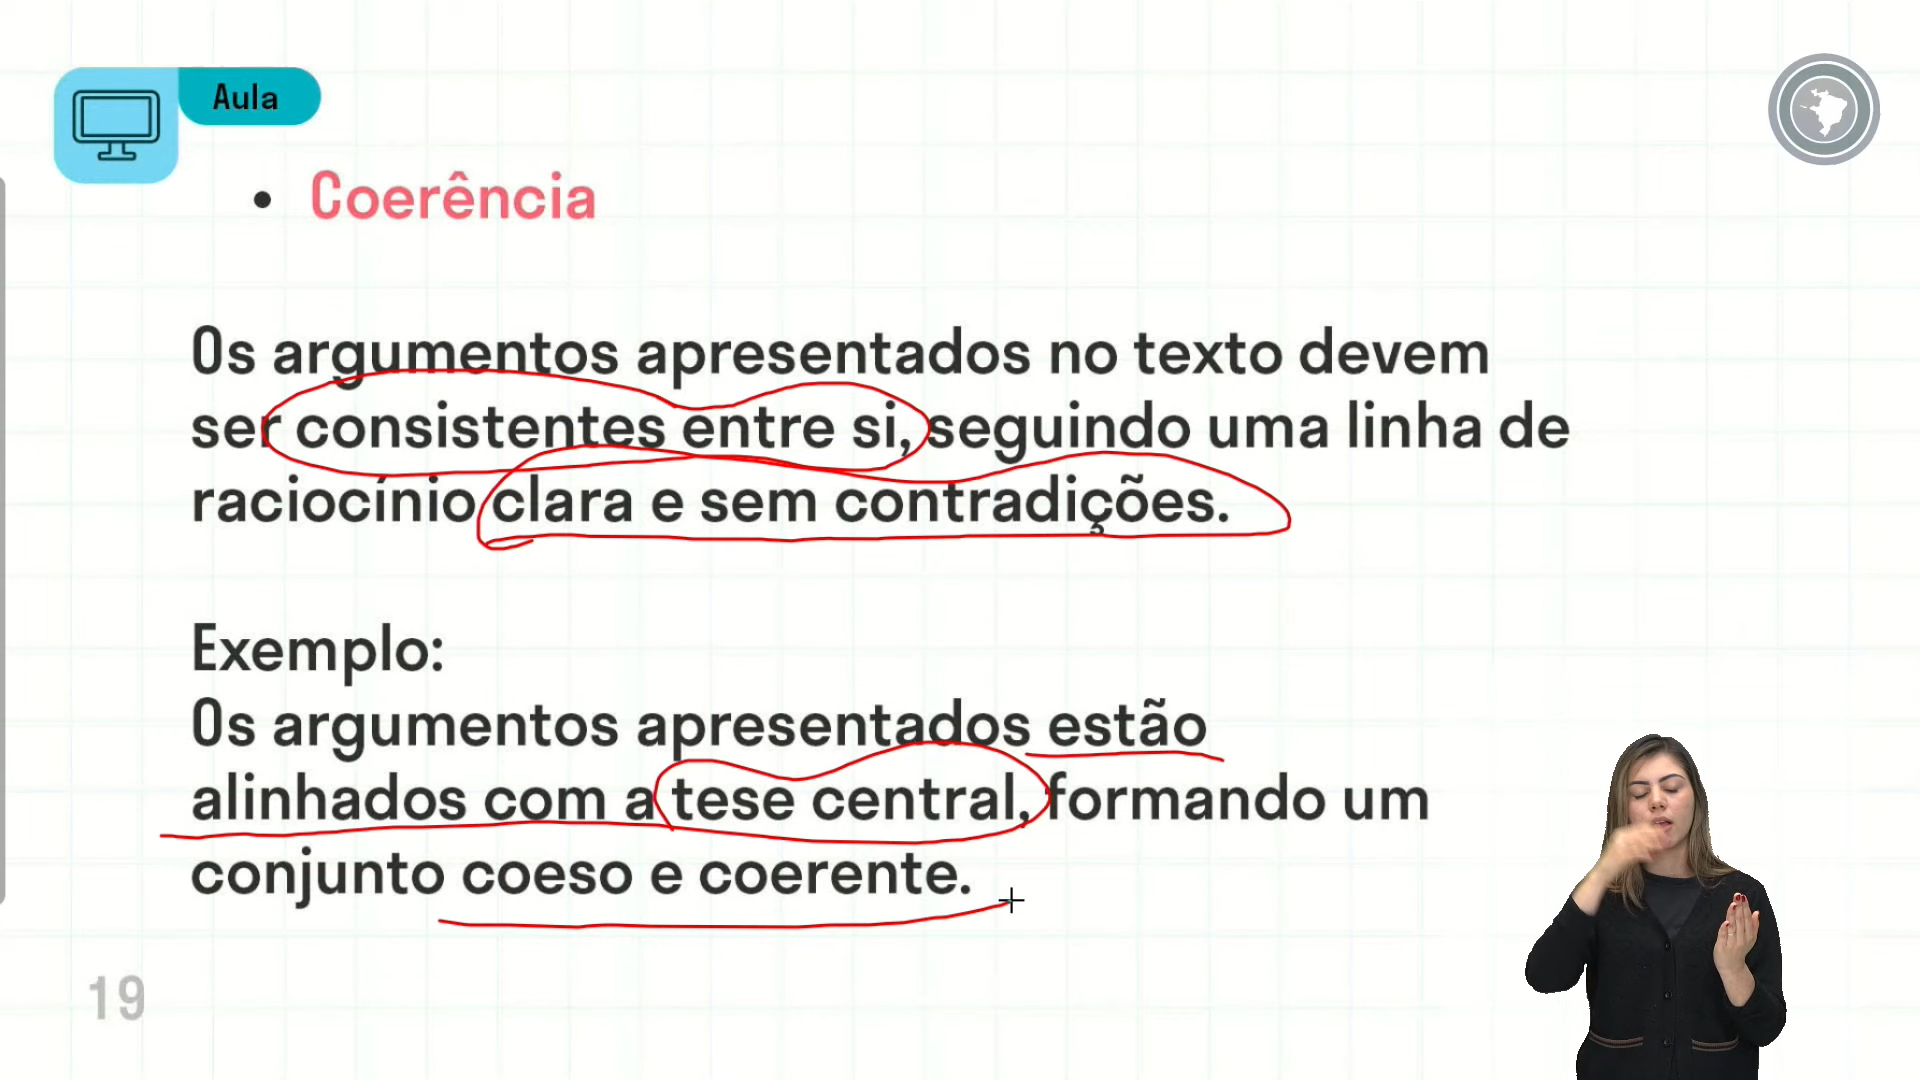 Aula
• Coerência
Os argumentos apresentados no texto devem
ser consistentes entre si, seguindo uma linha de
raciocínio clara e sem contradições.
Exemplo:
Os argumentos apresentados estão
alinhados com a tese central, formando um
conjunto coeso e coerente.
19